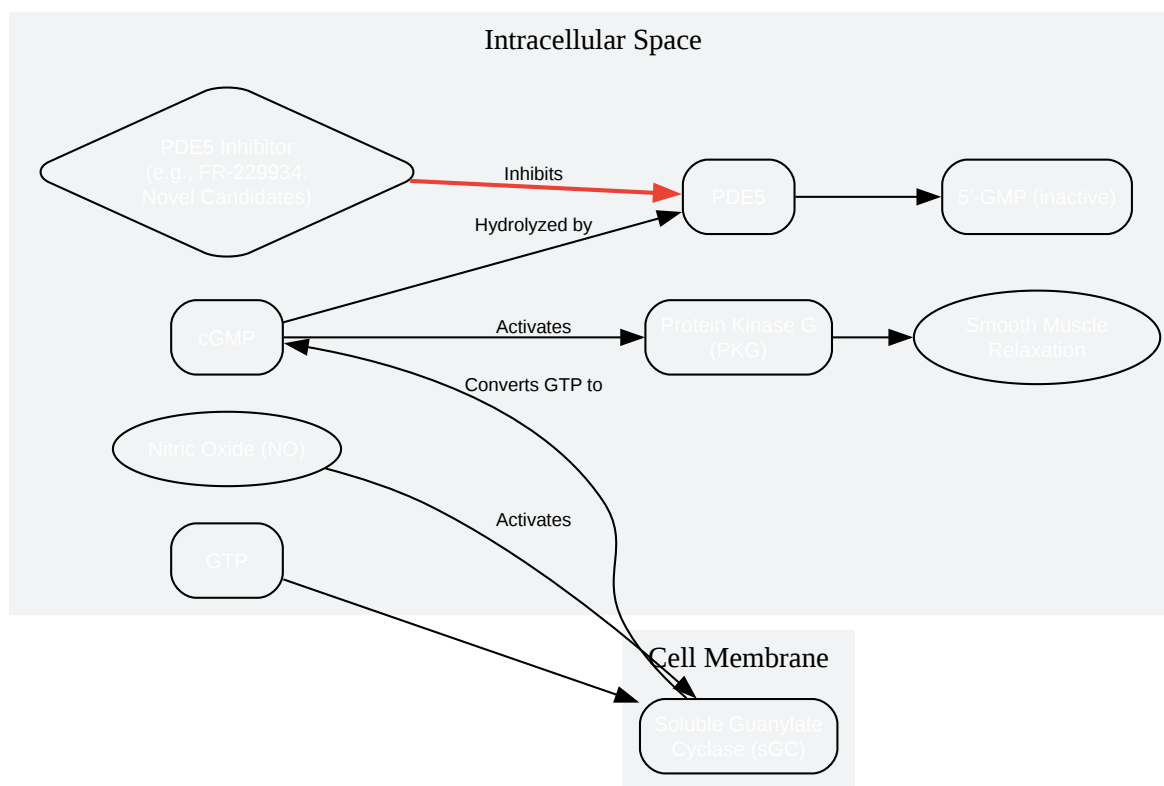 Intracellular Space
PDE5 Inhibitor
(e.g., FR-229934,
Novel Candidates)
Inhibits
PDE5
5'-GMP (inactive)
Hydrolyzed by
cGMP
Activates
Protein Kinase G
(PKG)
Smooth Muscle
Relaxation
Converts GTP to
Nitric Oxide (NO)
Activates
GTP
Cell Membrane
Soluble Guanylate
Cyclase (sGC)